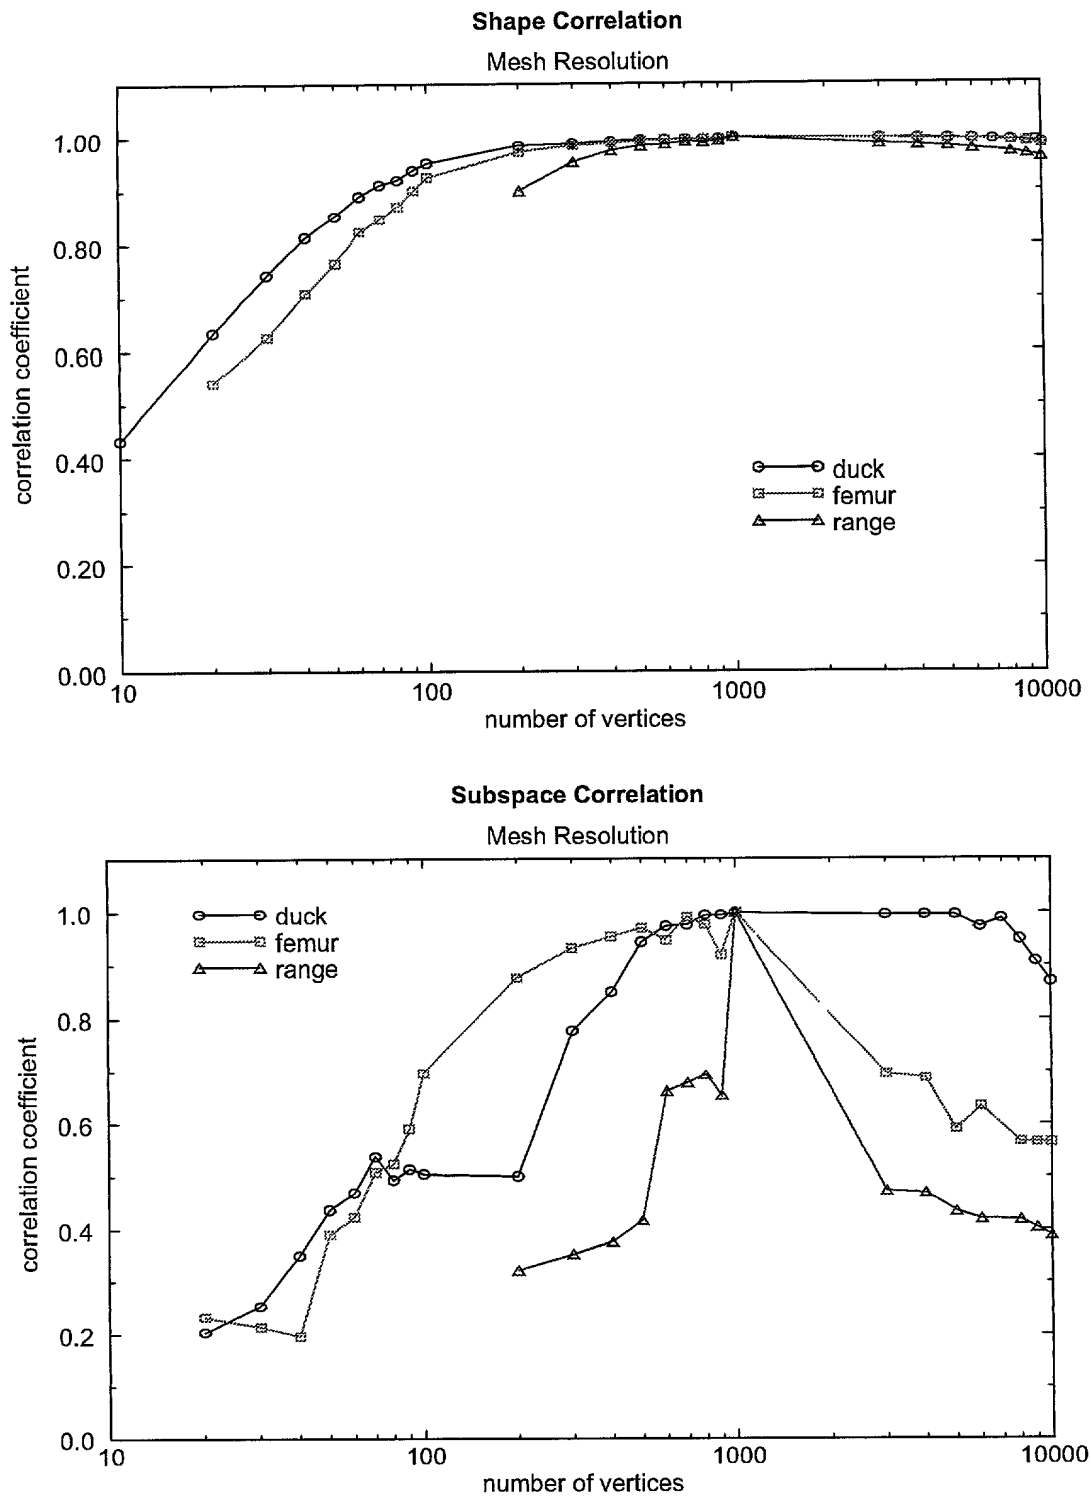 Shape Correlation
Mesh Resolution
1.00
0.80
0.60
0.40
0.20
0.00
correlation coefficient
duck
femur
range
10
100
1000
10000
number of vertices
Subspace Correlation
Mesh Resolution
1.0
0.8
0.6
0.4
0.2
0.0
correlation coefficient
duck
femur
range
10
100
1000
10000
number of vertices